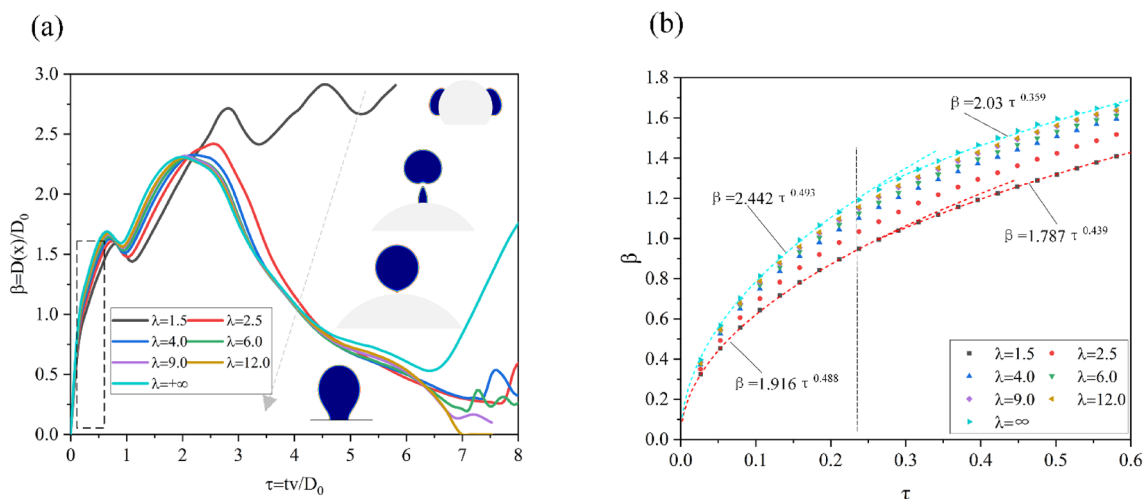 (a)
3.0
2.5
2.0
1.5
1.0
0.5
0.0
β=D(x)/D₀
λ=1.5 λ=2.5
λ=4.0 λ=6.0
λ=9.0 λ=12.0
λ=+∞
0 1 2 3 4 5 6 7 8
τ=tv/D₀
(b)
1.8
1.6
1.4
1.2
1.0
0.8
0.6
0.4
0.2
0.0
β
β =2.03 τ 0.359
β =2.442 τ 0.493
β =1.787 τ 0.439
β =1.916 τ 0.488
λ=1.5 λ=2.5
λ=4.0 λ=6.0
λ=9.0 λ=12.0
λ=∞
0.0 0.1 0.2 0.3 0.4 0.5 0.6
τ